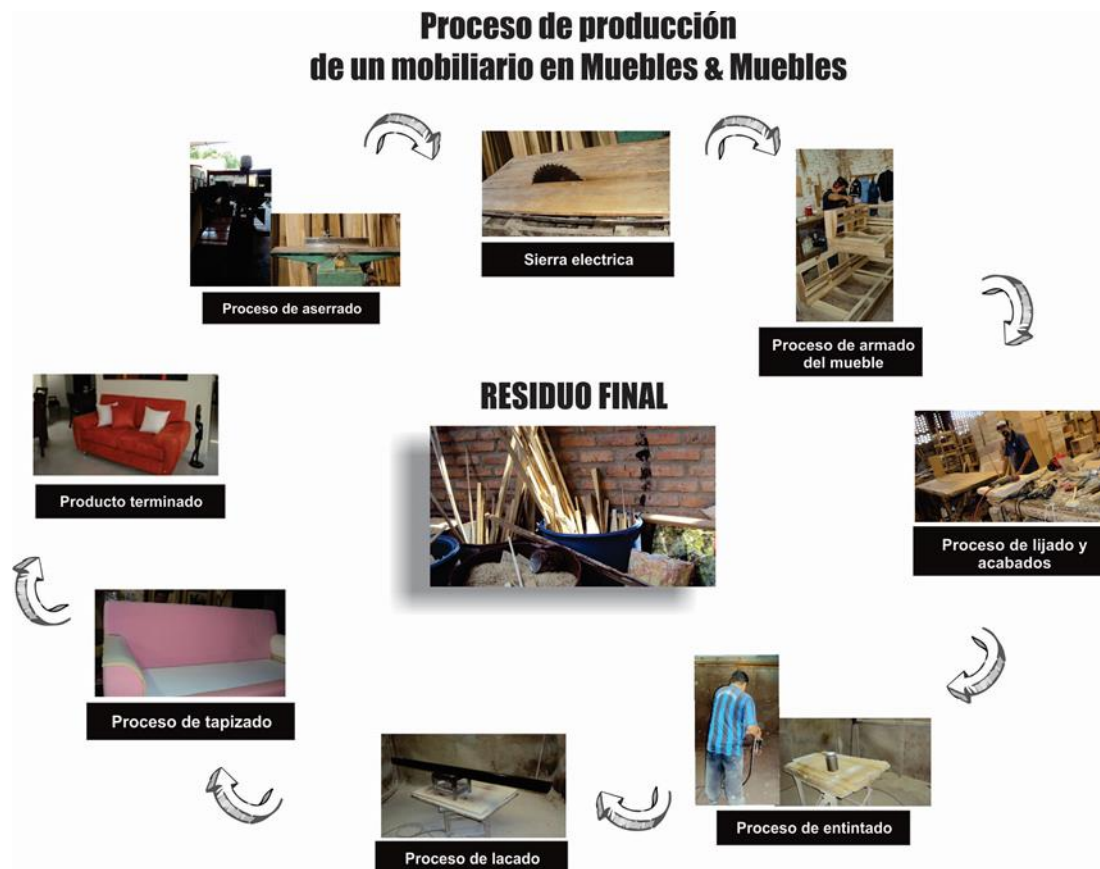 Proceso de producción
de un mobiliario en Muebles & Muebles
Proceso de aserrado
Sierra electrica
Proceso de armado
del mueble
Proceso de lijado y
acabados
Proceso de entintado
Proceso de lacado
Proceso de tapizado
Producto terminado
RESIDUO FINAL